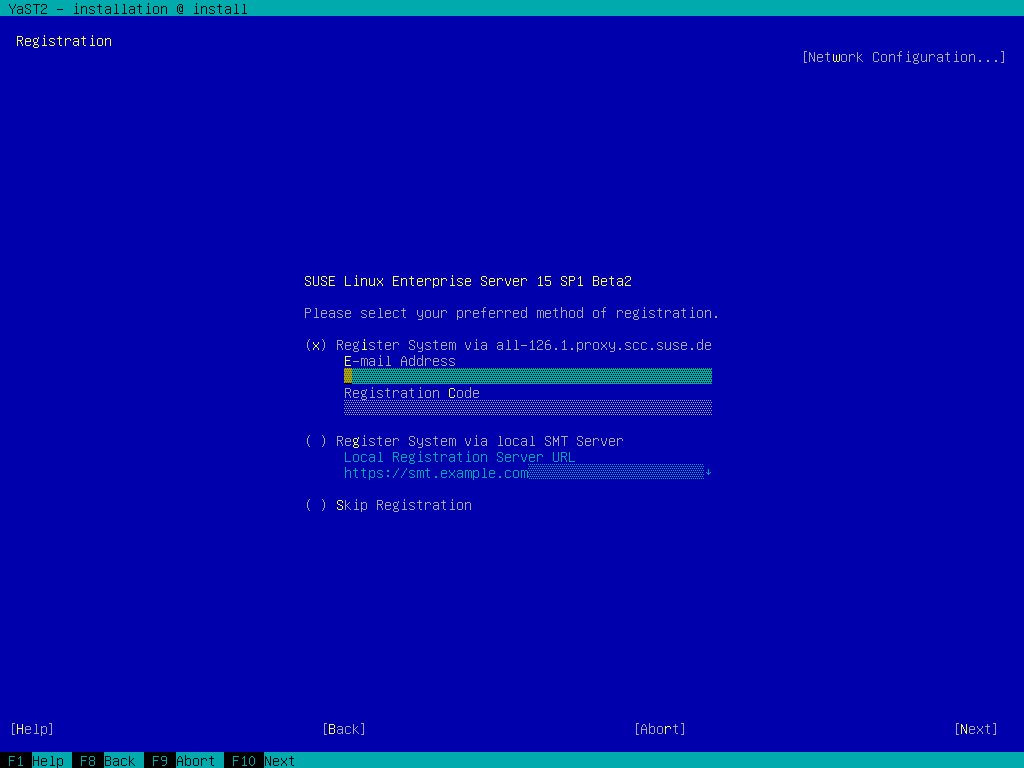 YaST2 - installation @ install
Registration
[Network Configuration...]
SUSE Linux Enterprise Server 15 SP1 Beta2
Please select your preferred method of registration.
(x) Register System via all-126.1.proxy.scc.suse.de
E-mail Address
Registration Code
( ) Register System via local SMT Server
Local Registration Server URL
https://smt.example.com
( ) Skip Registration
[Help] [Back] [Abort] [Next]
F1 Help F8 Back F9 Abort F10 Next